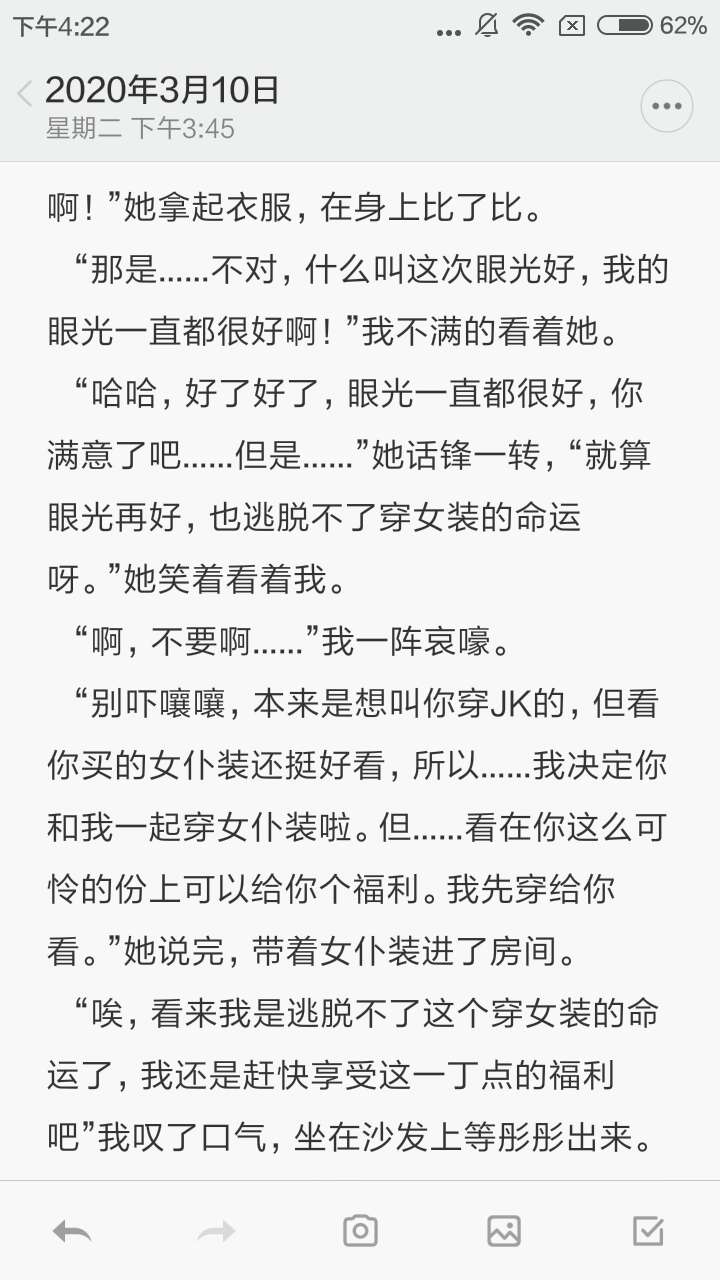 下午4:22
... 62%
2020年3月10日
星期二 下午3:45
啊！”她拿起衣服，在身上比了比。
“那是......不对，什么叫这次眼光好，我的
眼光一直都很好啊！”我不满的看着她。
“哈哈，好了好了，眼光一直都很好，你
满意了吧......但是......”她话锋一转，“就算
眼光再好，也逃脱不了穿女装的命运
呀。”她笑着看着我。
“啊，不要啊......”我一阵哀嚎。
“别吓嚷嚷，本来是想叫你穿JK的，但看
你买的女仆装还挺好看，所以......我决定你
和我一起穿女仆装啦。但......看在你这么可
怜的份上可以给你个福利。我先穿给你
看。”她说完，带着女仆装进了房间。
“唉，看来我是逃脱不了这个穿女装的命
运了，我还是赶快享受这一丁点的福利
吧”我叹了口气，坐在沙发上等彤彤出来。